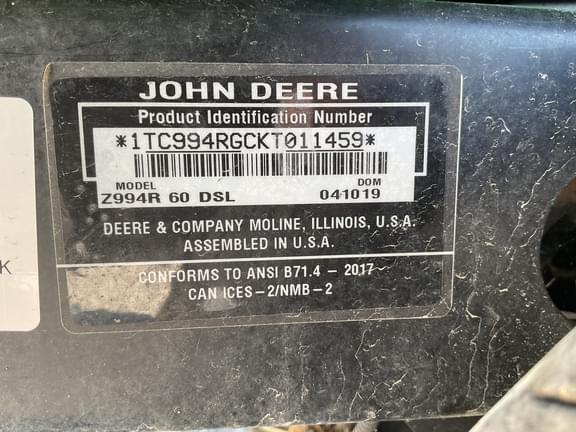 JOHN DEERE
Product Identification Number
*1TC994RGCKT011459*
MODEL DOM
Z994R 60 DSL 041019
DEERE & COMPANY MOLINE, ILLINOIS, U.S.A.
ASSEMBLED IN U.S.A.
CONFORMS TO ANSI B71.4 - 2017
CAN ICES-2/NMB-2
K